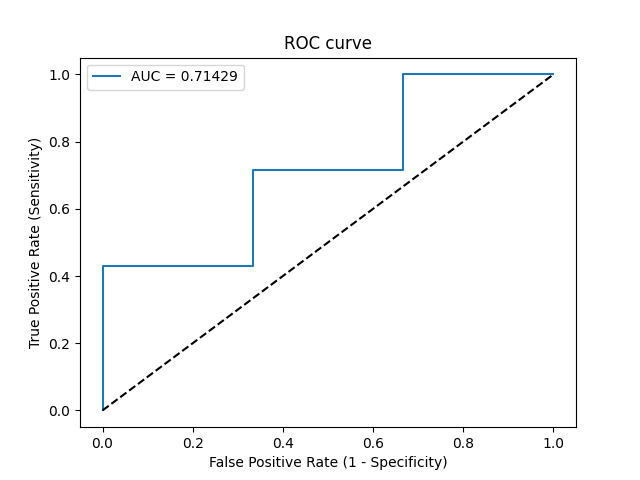 ROC curve
AUC = 0.71429
True Positive Rate (Sensitivity)
1.0
0.8
0.6
0.4
0.2
0.0
0.0 0.2 0.4 0.6 0.8 1.0
False Positive Rate (1 - Specificity)